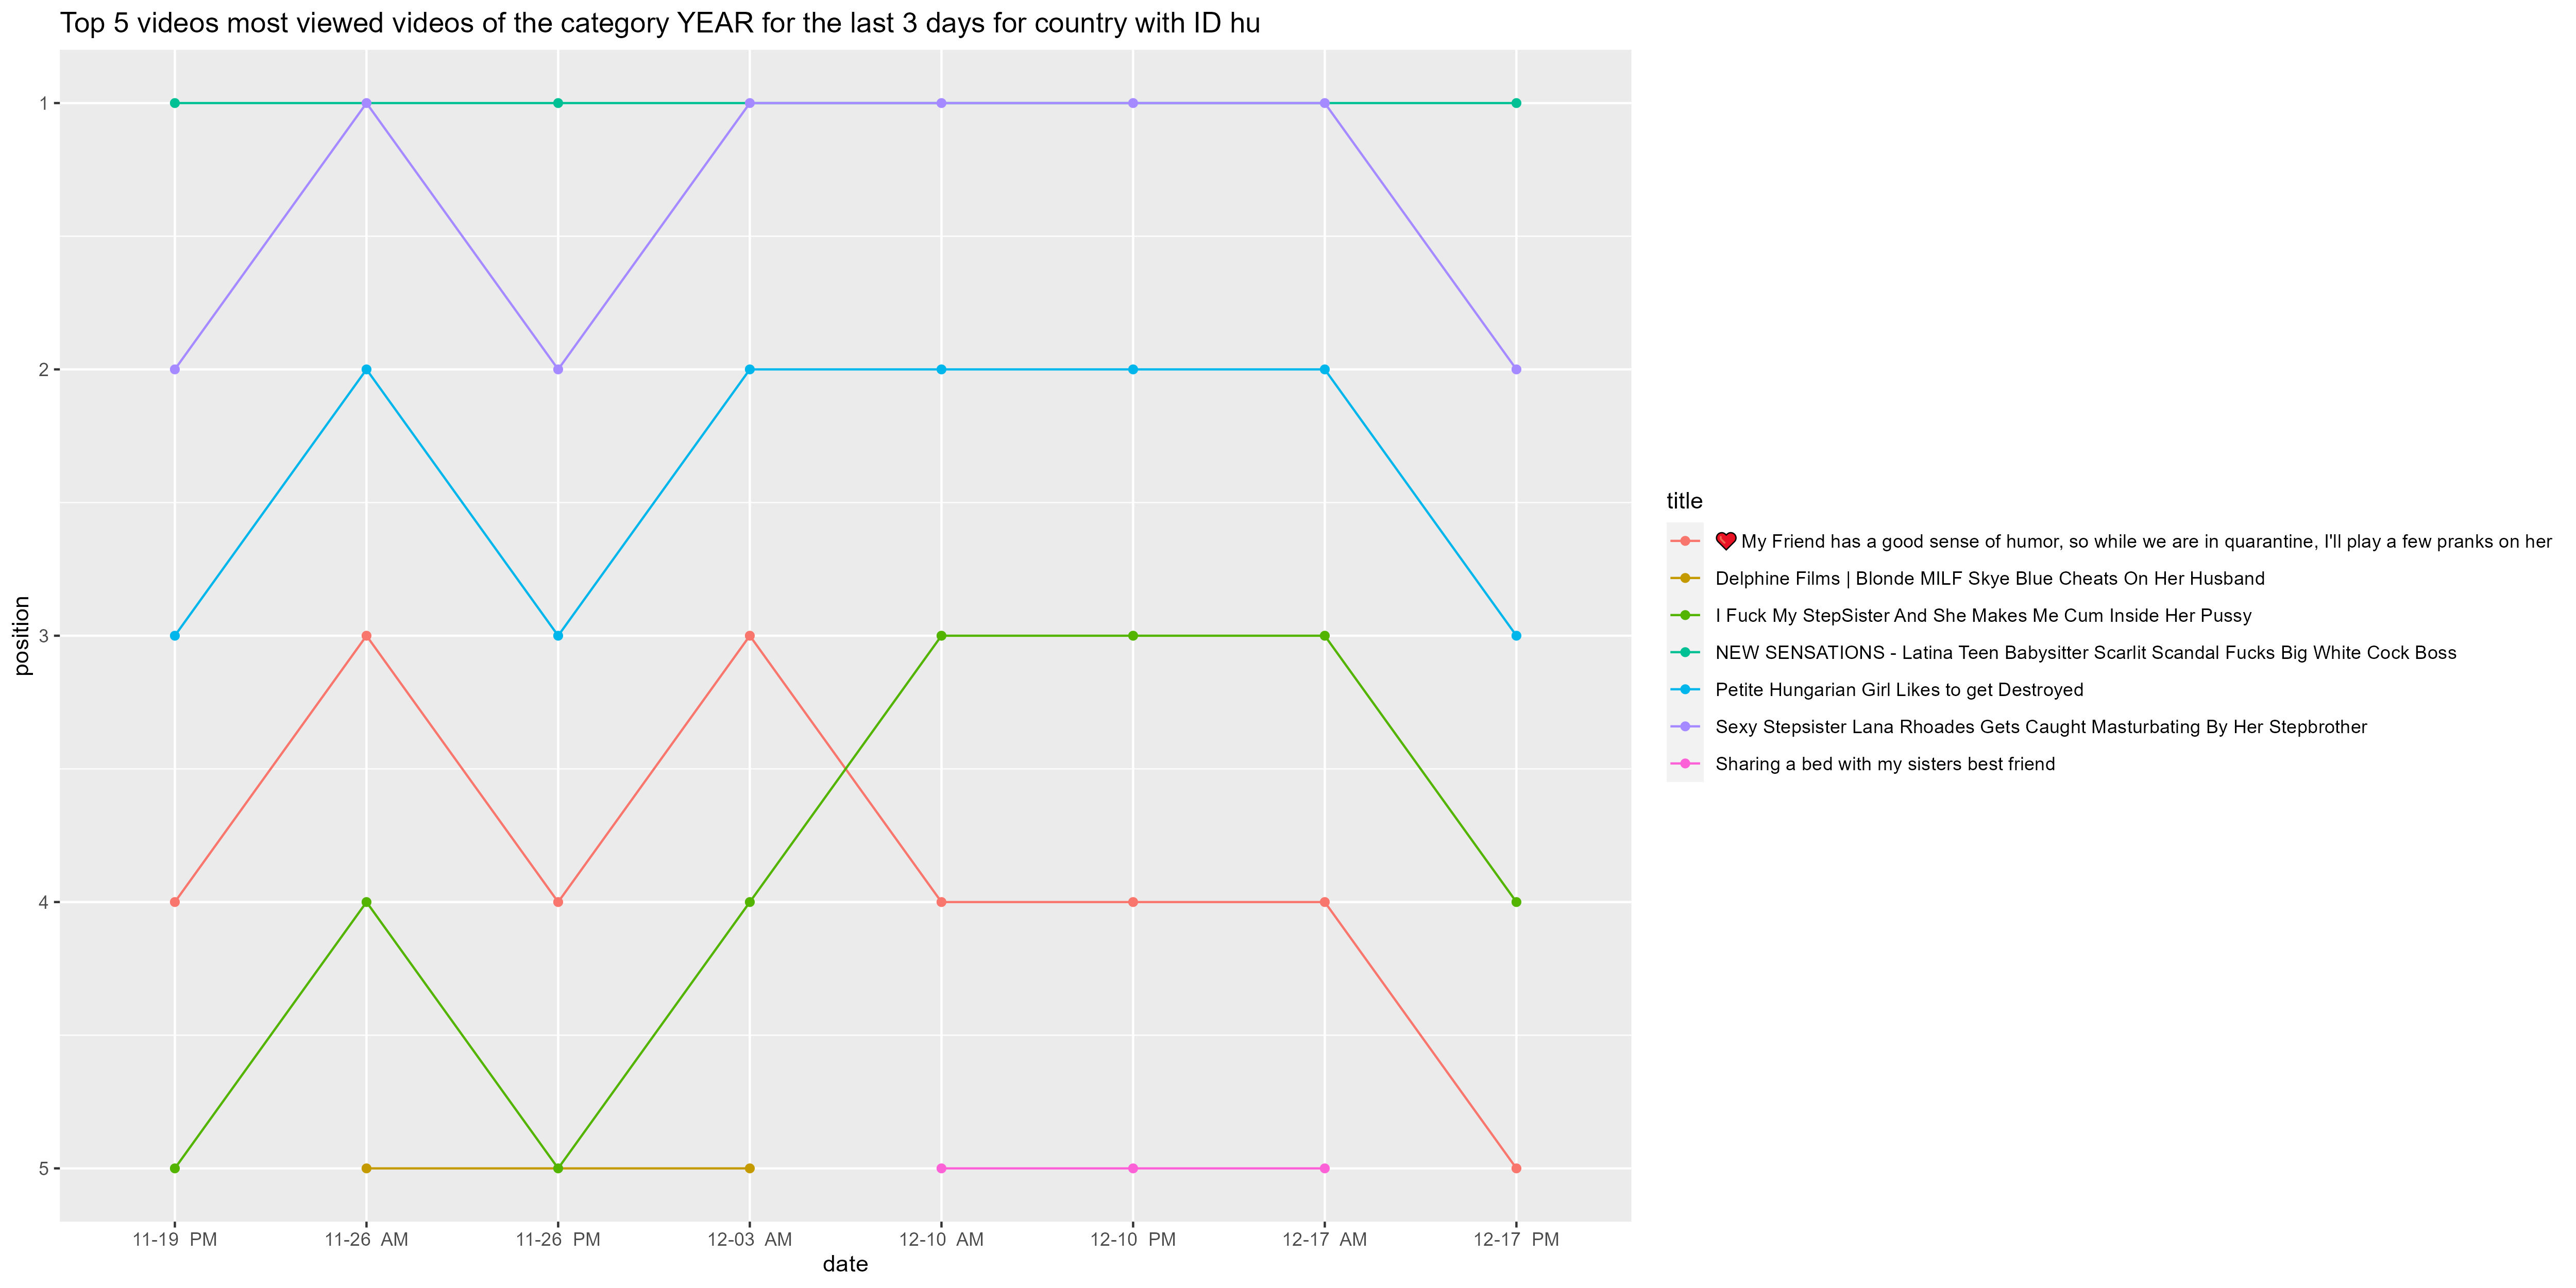 Top 5 videos most viewed videos of the category YEAR for the last 3 days for country with ID hu
position
1
2
3
4
5
11-19 PM
11-26 AM
11-26 PM
12-03 AM
12-10 AM
12-10 PM
12-17 AM
12-17 PM
date
title
❤️ My Friend has a good sense of humor, so while we are in quarantine, I'll play a few pranks on her
Delphine Films | Blonde MILF Skye Blue Cheats On Her Husband
I Fuck My StepSister And She Makes Me Cum Inside Her Pussy
NEW SENSATIONS - Latina Teen Babysitter Scarlit Scandal Fucks Big White Cock Boss
Petite Hungarian Girl Likes to get Destroyed
Sexy Stepsister Lana Rhoades Gets Caught Masturbating By Her Stepbrother
Sharing a bed with my sisters best friend